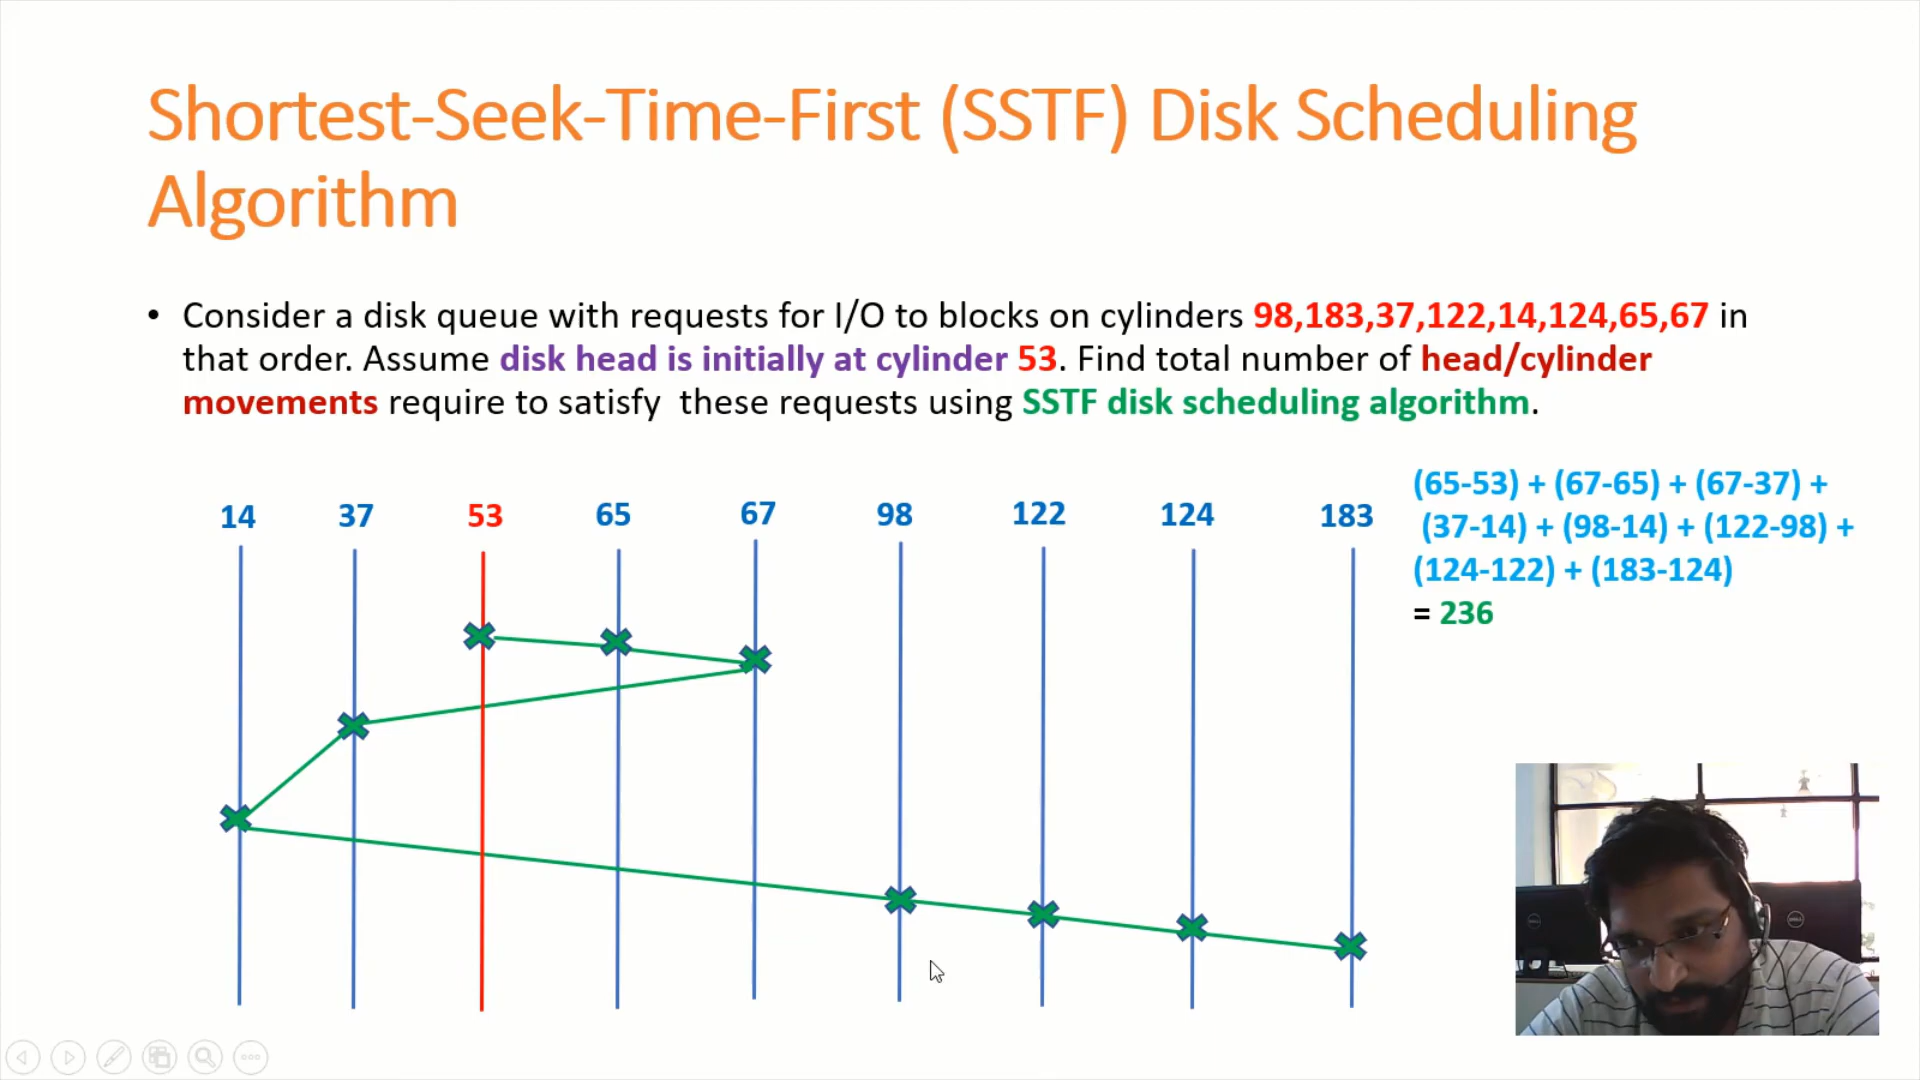 Shortest-Seek-Time-First (SSTF) Disk Scheduling
Algorithm
• Consider a disk queue with requests for I/O to blocks on cylinders 98,183,37,122,14,124,65,67 in
that order. Assume disk head is initially at cylinder 53. Find total number of head/cylinder
movements require to satisfy  these requests using SSTF disk scheduling algorithm.
14 37 53 65 67 98 122 124 183
(65-53) + (67-65) + (67-37) +
(37-14) + (98-14) + (122-98) +
(124-122) + (183-124)
= 236